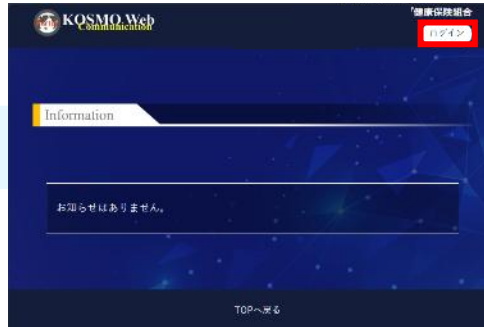 KOSMO Web
Communication
健康保険組合
ログイン
Information
お知らせはありません。
TOPへ戻る